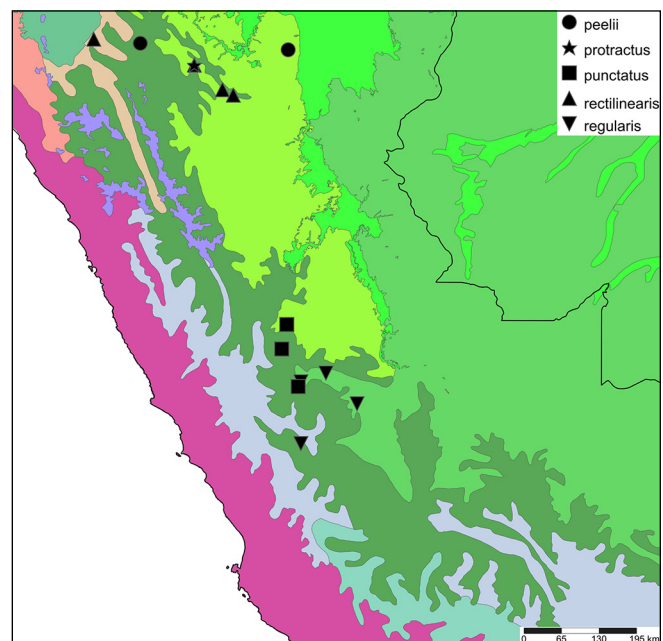 peelii
protractus
punctatus
rectilinearis
regularis
0 65 130 195 km